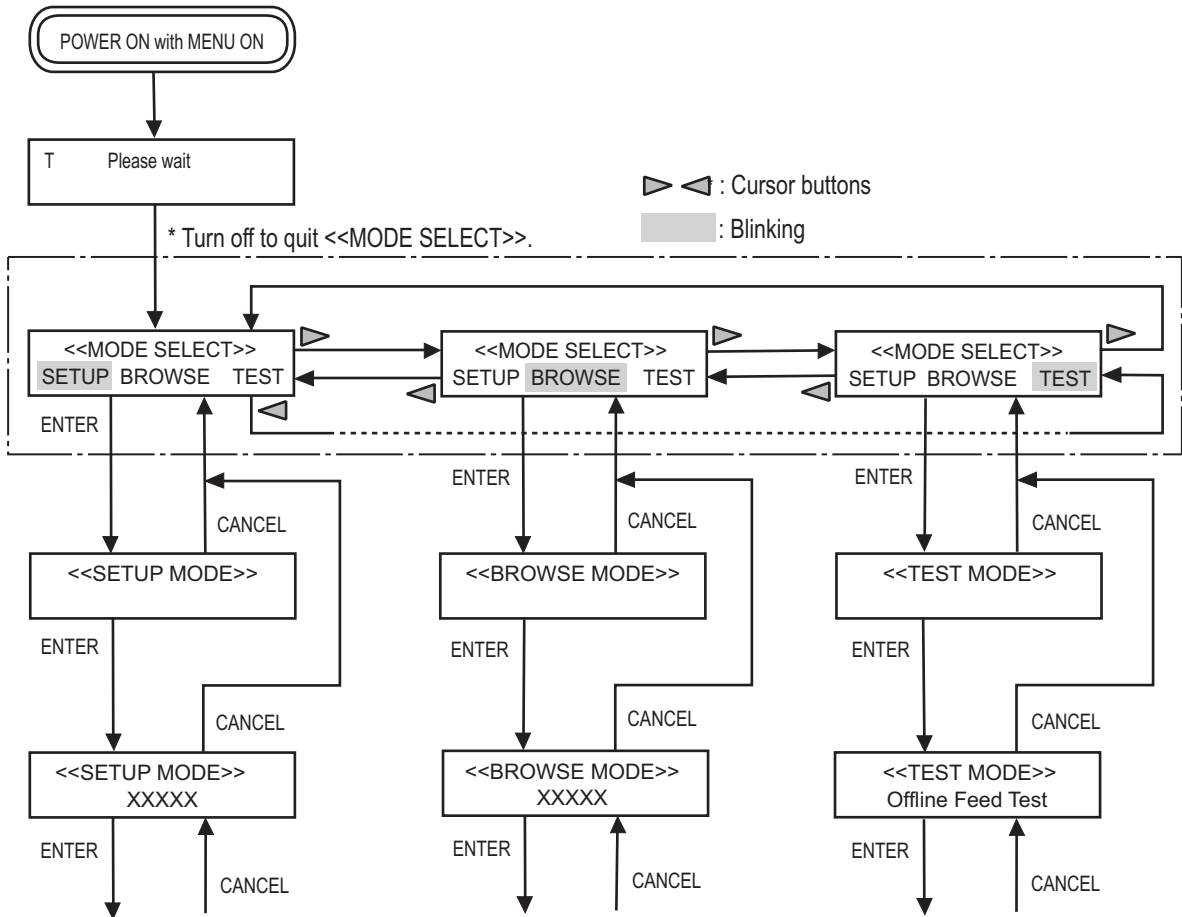 POWER ON with MENU ON
T Please wait
* : Cursor buttons
: Blinking
* Turn off to quit <<MODE SELECT>>.
<<MODE SELECT>>
SETUP BROWSE TEST
<<MODE SELECT>>
SETUP BROWSE TEST
<<MODE SELECT>>
SETUP BROWSE TEST
ENTER
ENTER
ENTER
CANCEL
CANCEL
CANCEL
<<SETUP MODE>>
<<BROWSE MODE>>
<<TEST MODE>>
ENTER
ENTER
ENTER
CANCEL
CANCEL
CANCEL
<<SETUP MODE>>
XXXXX
<<BROWSE MODE>>
XXXXX
<<TEST MODE>>
Offline Feed Test
ENTER
ENTER
ENTER
CANCEL
CANCEL
CANCEL